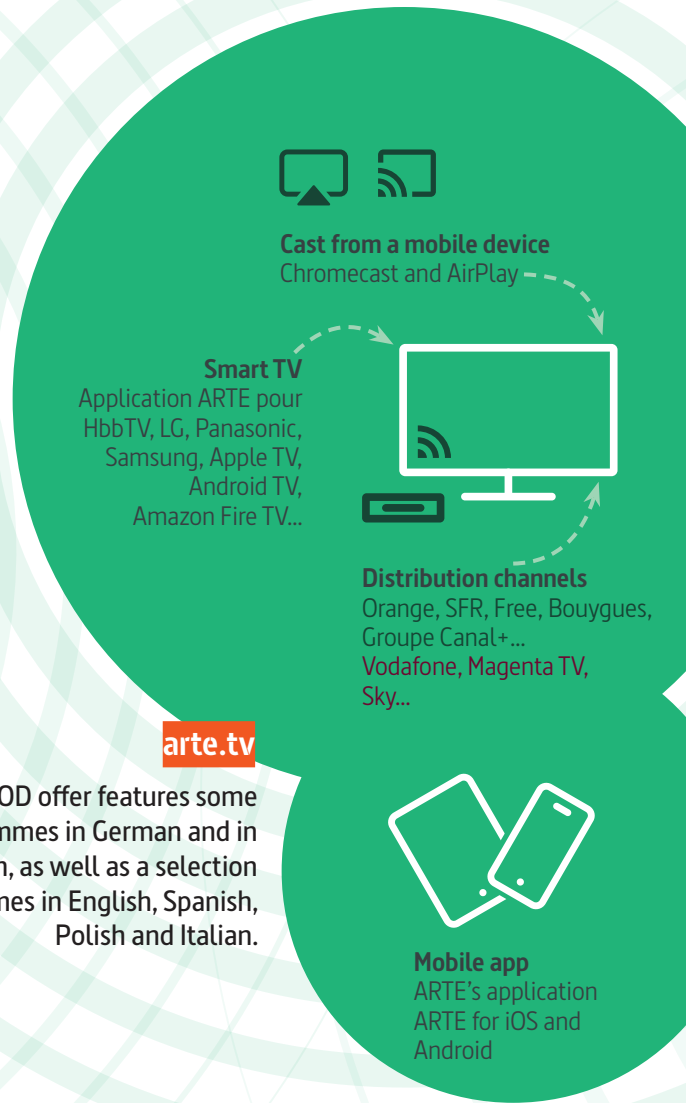 Cast from a mobile device
Chromecast and AirPlay
Smart TV
Application ARTE pour
HbbTV, LG, Panasonic,
Samsung, Apple TV,
Android TV,
Amazon Fire TV...
Distribution channels
Orange, SFR, Free, Bouygues,
Groupe Canal+...
Vodafone, Magenta TV,
Sky...
arte.tv
offer features some
in German and in
as well as a selection
in English, Spanish,
Polish and Italian.
Mobile app
ARTE's application
ARTE for iOS and
Android